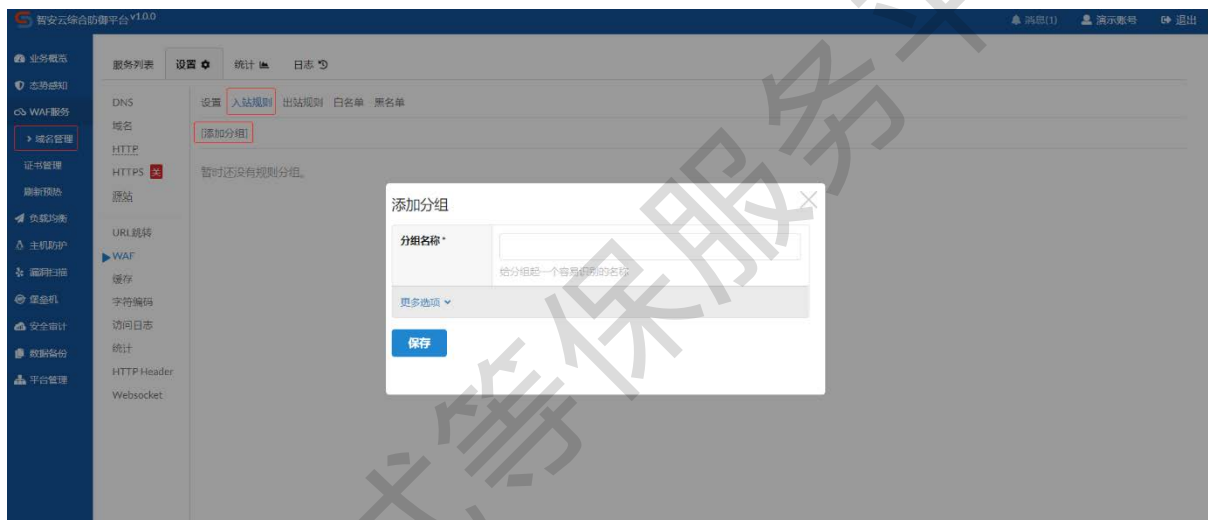 智安云综合防御平台V1.0.0
消息(1)
演示账号
退出
业务概览
态势感知
WAF服务
域名管理
证书管理
刷新预热
负载均衡
主机防护
漏洞扫描
堡垒机
安全审计
数据备份
平台管理
服务列表 设置 统计 日志
DNS
域名
HTTP
HTTPS 关
源站
URL跳转
WAF
缓存
字符编码
访问日志
统计
HTTP Header
Websocket
设置 入站规则 出站规则 白名单 黑名单
[添加分组]
暂时还没有规则分组。
添加分组
分组名称 *
给分组起一个容易识别的名称
更多选项
保存
式等保服务平